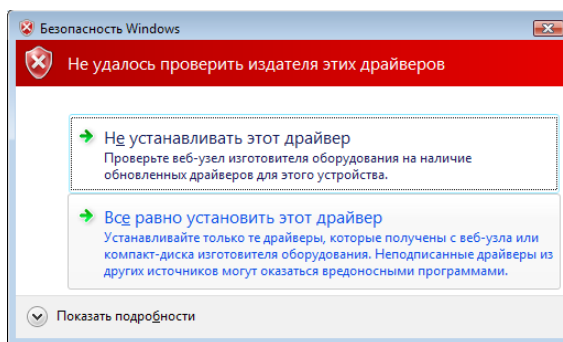 Безопасность Windows
Не удалось проверить издателя этих драйверов
Не устанавливать этот драйвер
Проверьте веб-узел изготовителя оборудования на наличие
обновленных драйверов для этого устройства.
Все равно установить этот драйвер
Устанавливайте только те драйверы, которые получены с веб-узла или
компакт-диска изготовителя оборудования. Неподписанные драйверы из
других источников могут оказаться вредоносными программами.
Показать подробности